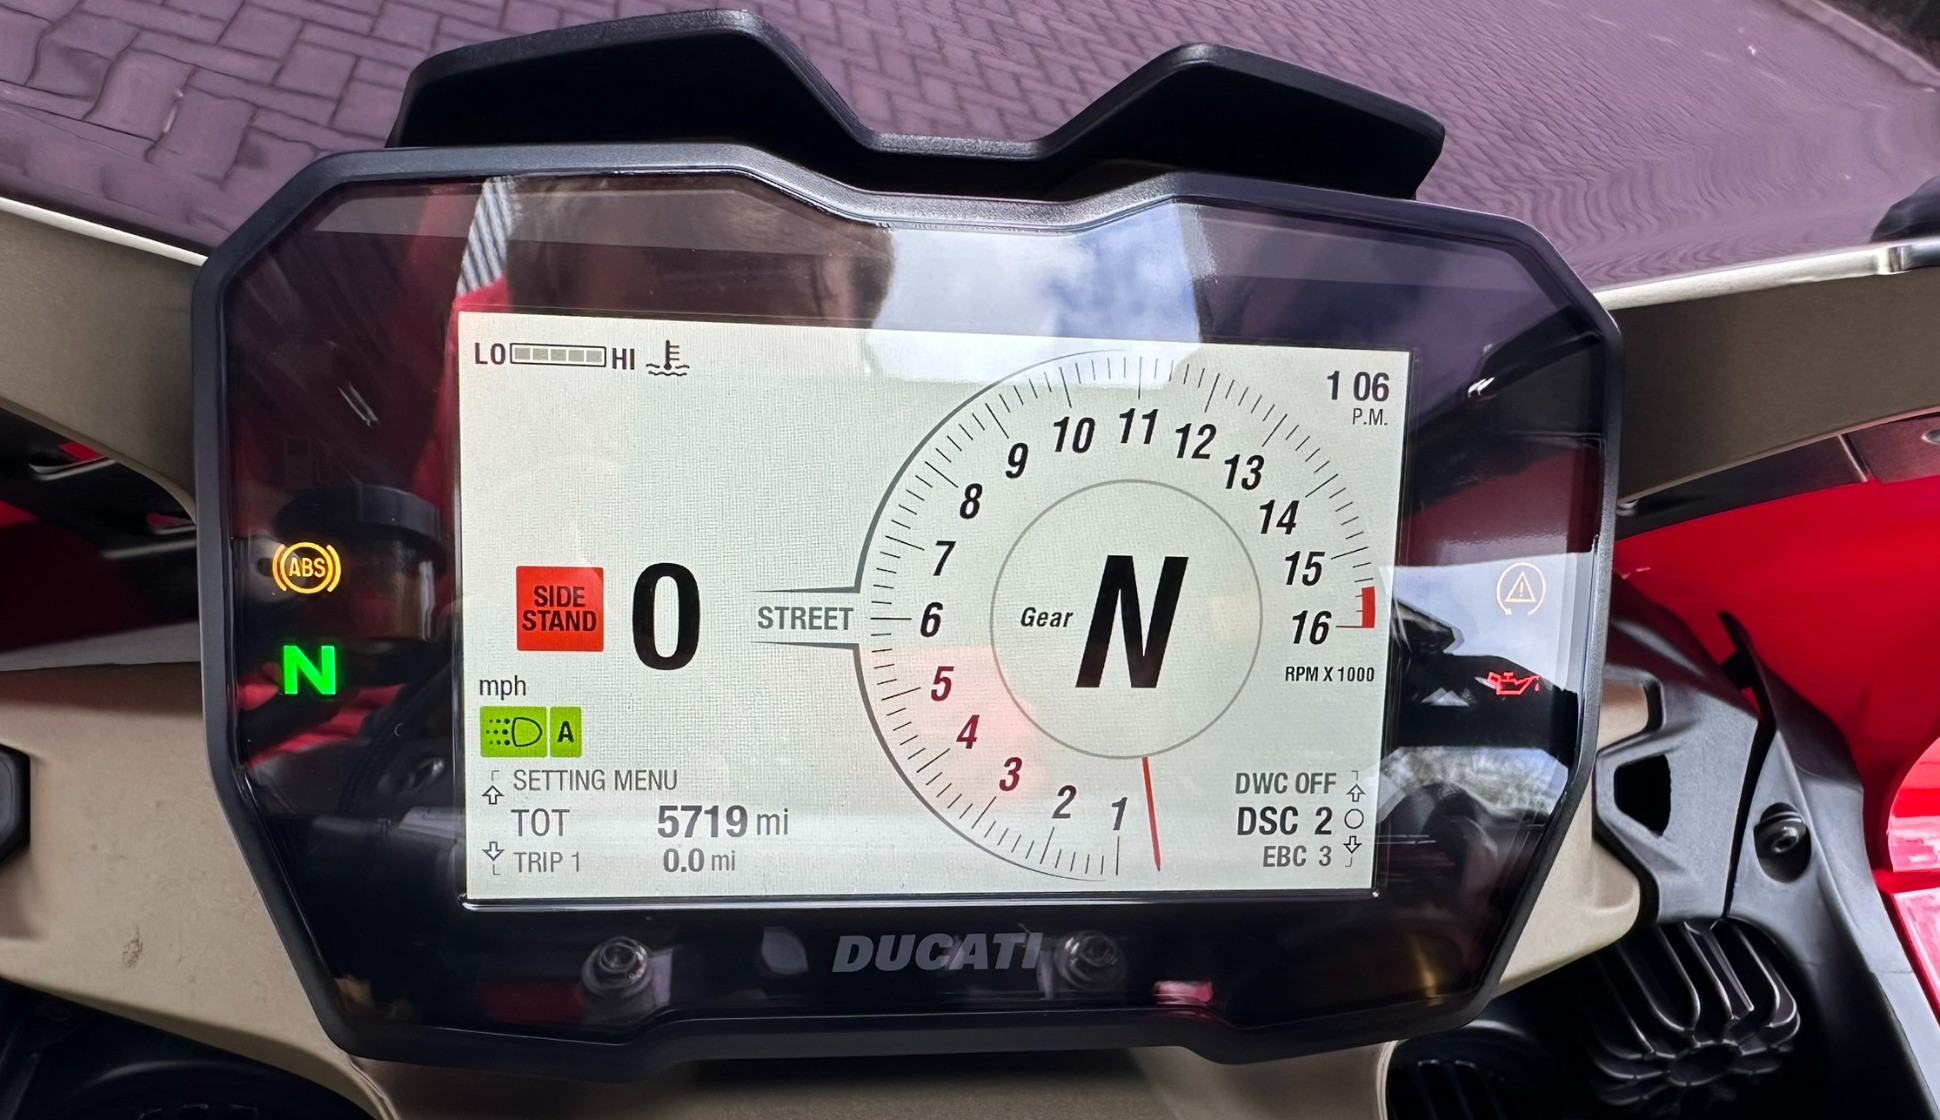 LO HI
1 06
P.M.
10 11 12
9 13
8 14
7 15
6 16
5
4
3
2 1
RPM X 1000
Gear N
STREET
SIDE
STAND
0
mph
A
ABS
N
SETTING MENU
TOT 5719 mi
TRIP 1 0.0 mi
DWC OFF
DSC 2
EBC 3
DUCATI